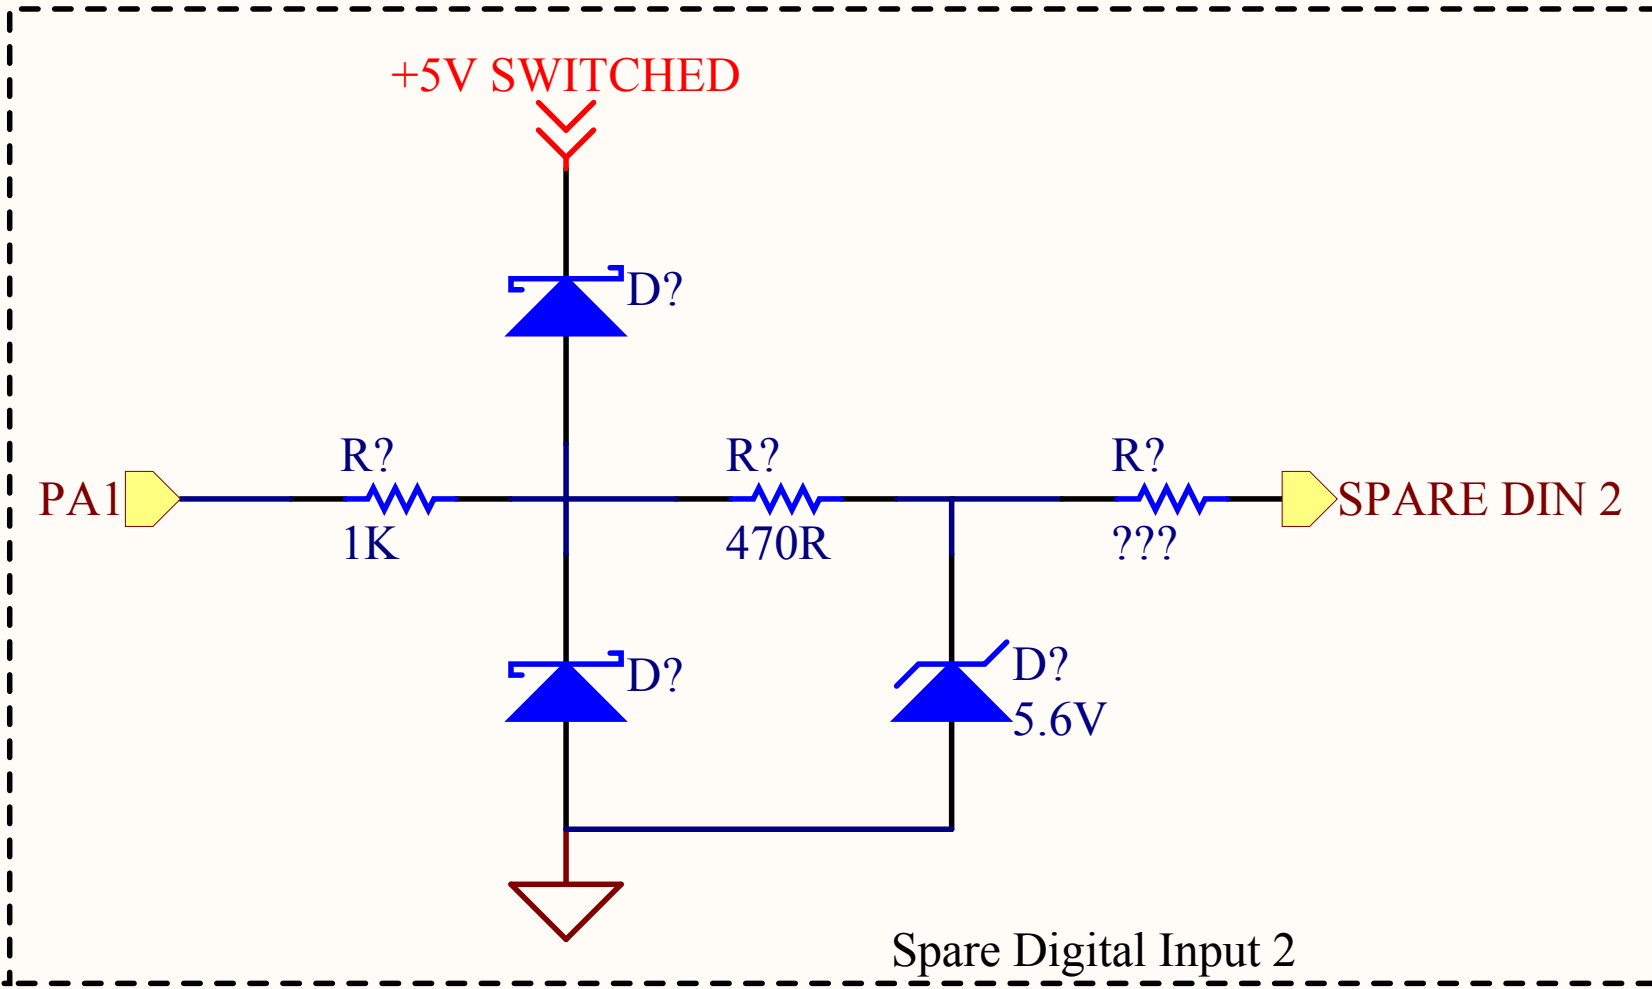 +5V SWITCHED
D?
R?
R?
R?
PA1
SPARE DIN 2
1K
470R
???
D?
D?
5.6V
Spare Digital Input 2